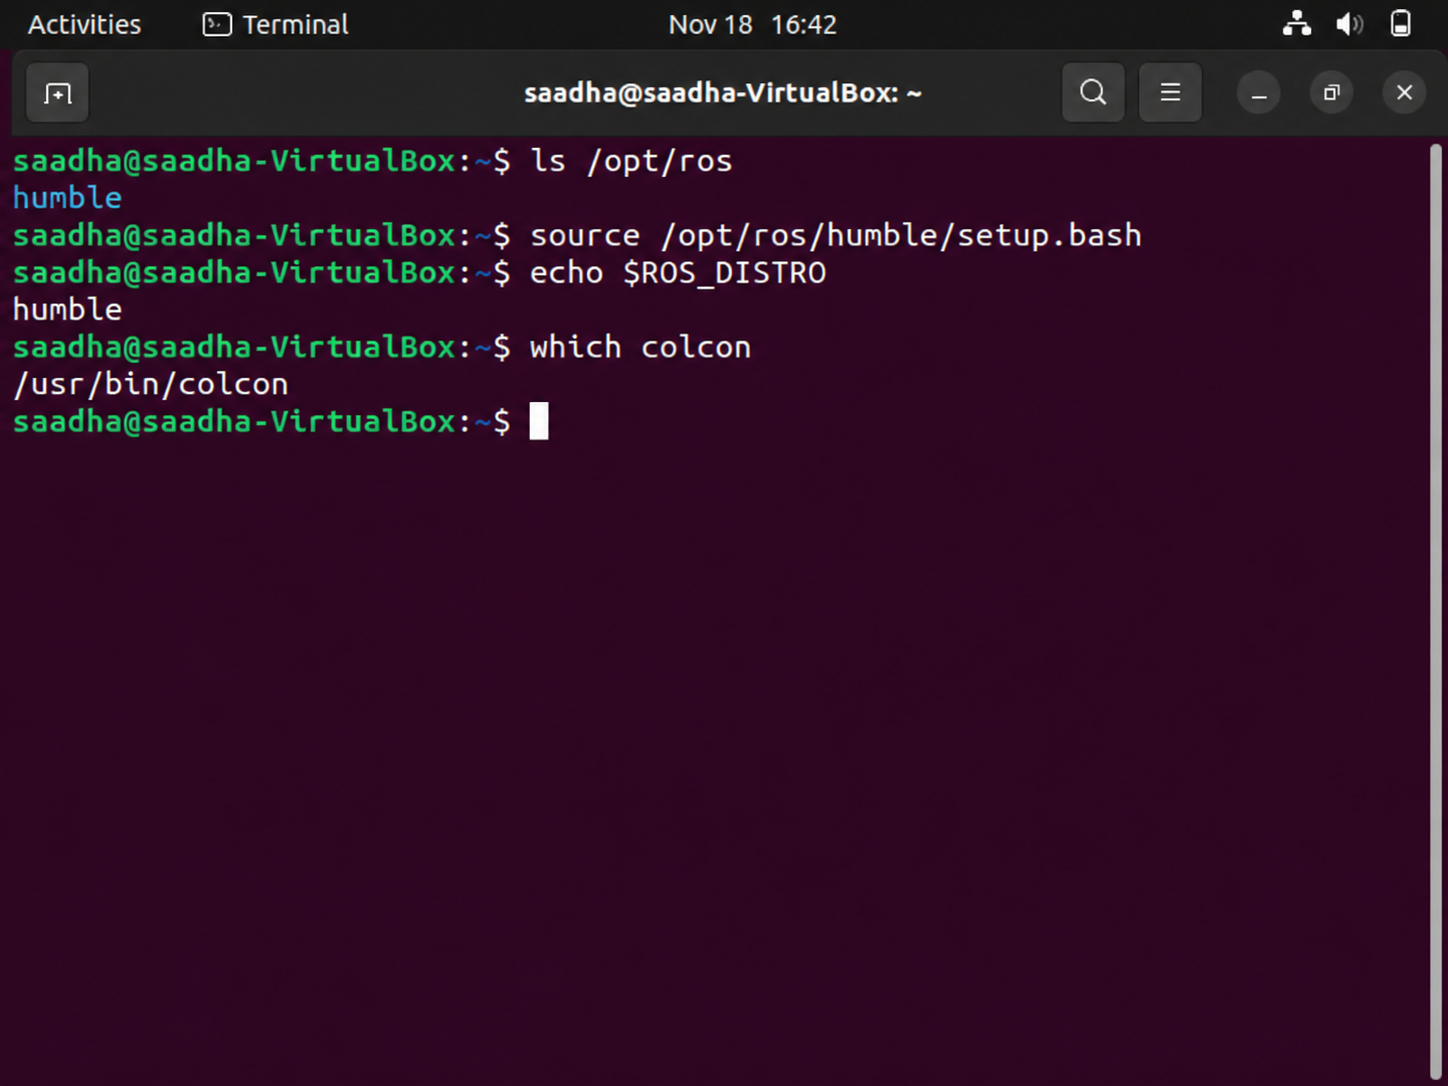 Activities Terminal Nov 18 16:42
saadha@saadha-VirtualBox: ~
saadha@saadha-VirtualBox:~$ ls /opt/ros
humble
saadha@saadha-VirtualBox:~$ source /opt/ros/humble/setup.bash
saadha@saadha-VirtualBox:~$ echo $ROS_DISTRO
humble
saadha@saadha-VirtualBox:~$ which colcon
/usr/bin/colcon
saadha@saadha-VirtualBox:~$